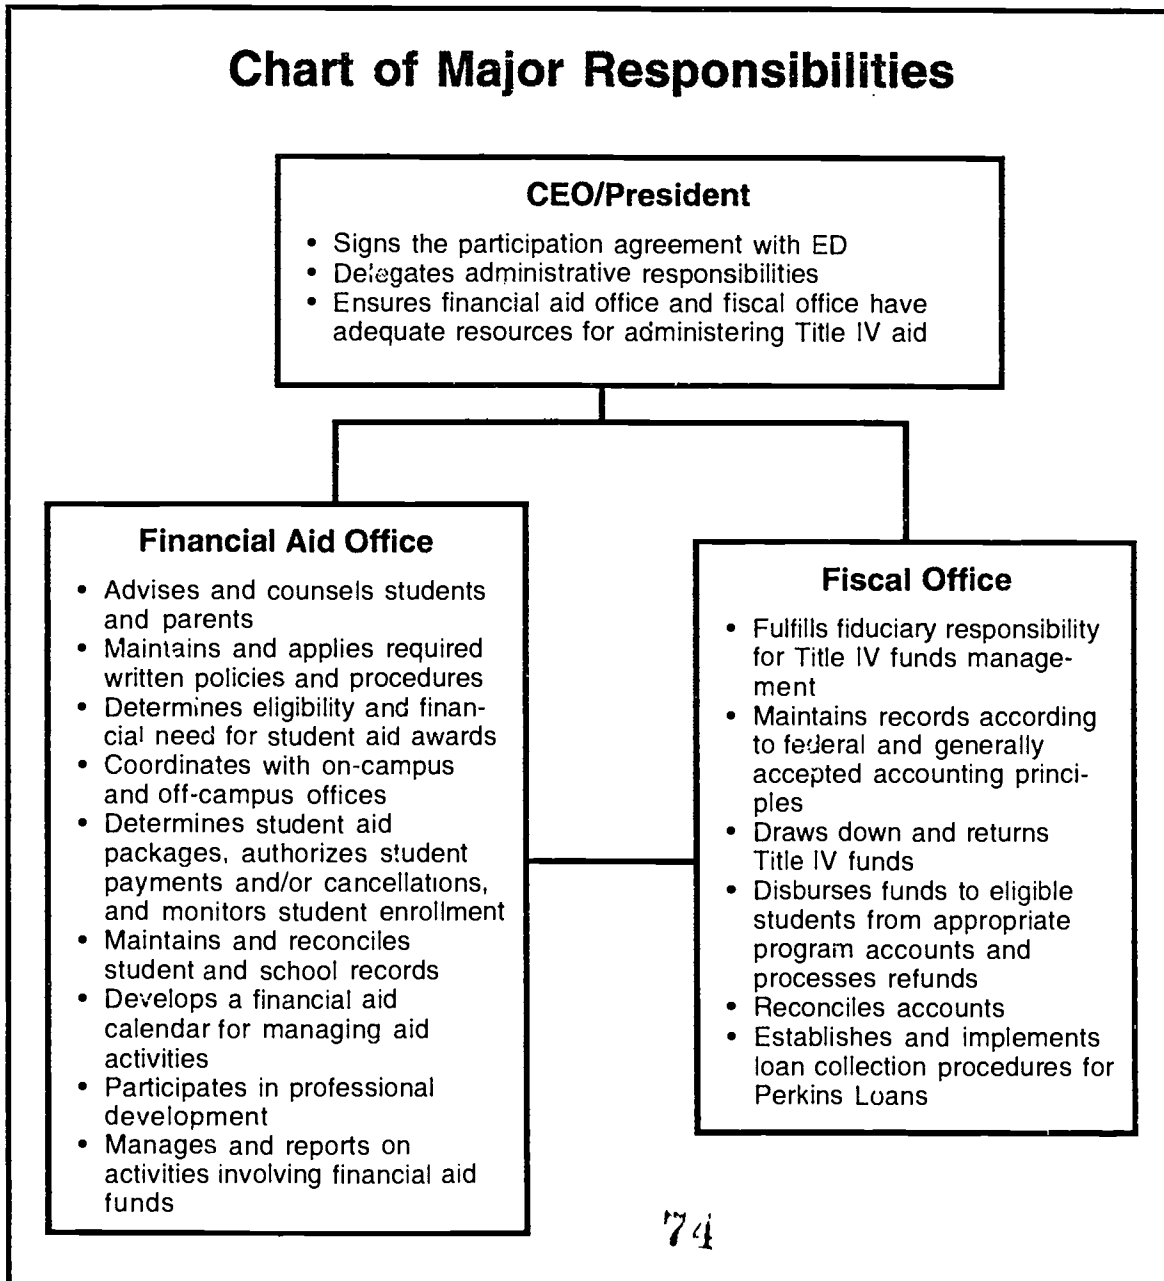 Chart of Major Responsibilities
CEO/President
• Signs the participation agreement with ED
• Delegates administrative responsibilities
• Ensures financial aid office and fiscal office have
adequate resources for administering Title IV aid
Financial Aid Office
• Advises and counsels students
and parents
• Maintains and applies required
written policies and procedures
• Determines eligibility and finan-
cial need for student aid awards
• Coordinates with on-campus
and off-campus offices
• Determines student aid
packages, authorizes student
payments and/or cancellations,
and monitors student enrollment
• Maintains and reconciles
student and school records
• Develops a financial aid
calendar for managing aid
activities
• Participates in professional
development
• Manages and reports on
activities involving financial aid
funds
Fiscal Office
• Fulfills fiduciary responsibility
for Title IV funds manage-
ment
• Maintains records according
to federal and generally
accepted accounting princi-
ples
• Draws down and returns
Title IV funds
• Disburses funds to eligible
students from appropriate
program accounts and
processes refunds
• Reconciles accounts
• Establishes and implements
loan collection procedures for
Perkins Loans
74